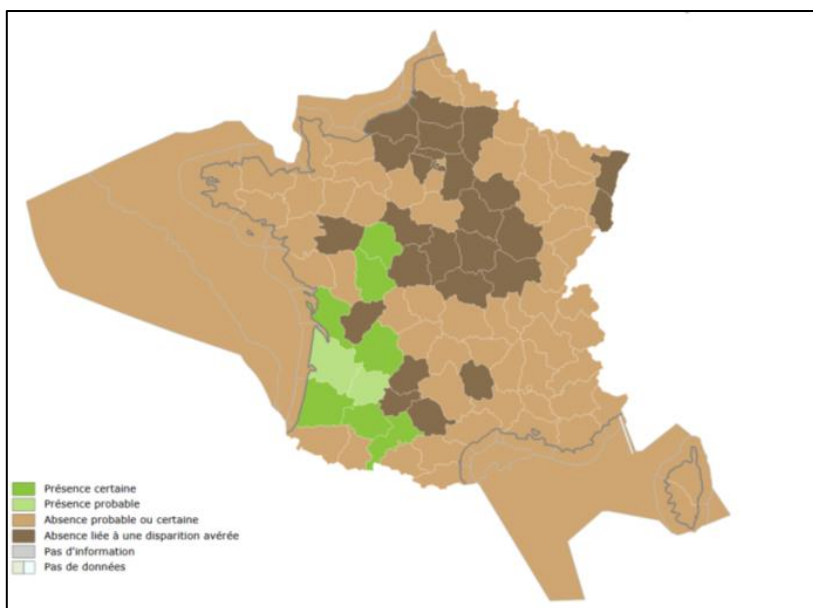 Présence certaine
Présence probable
Absence probable ou certaine
Absence liée à une disparition avérée
Pas d'information
Pas de données